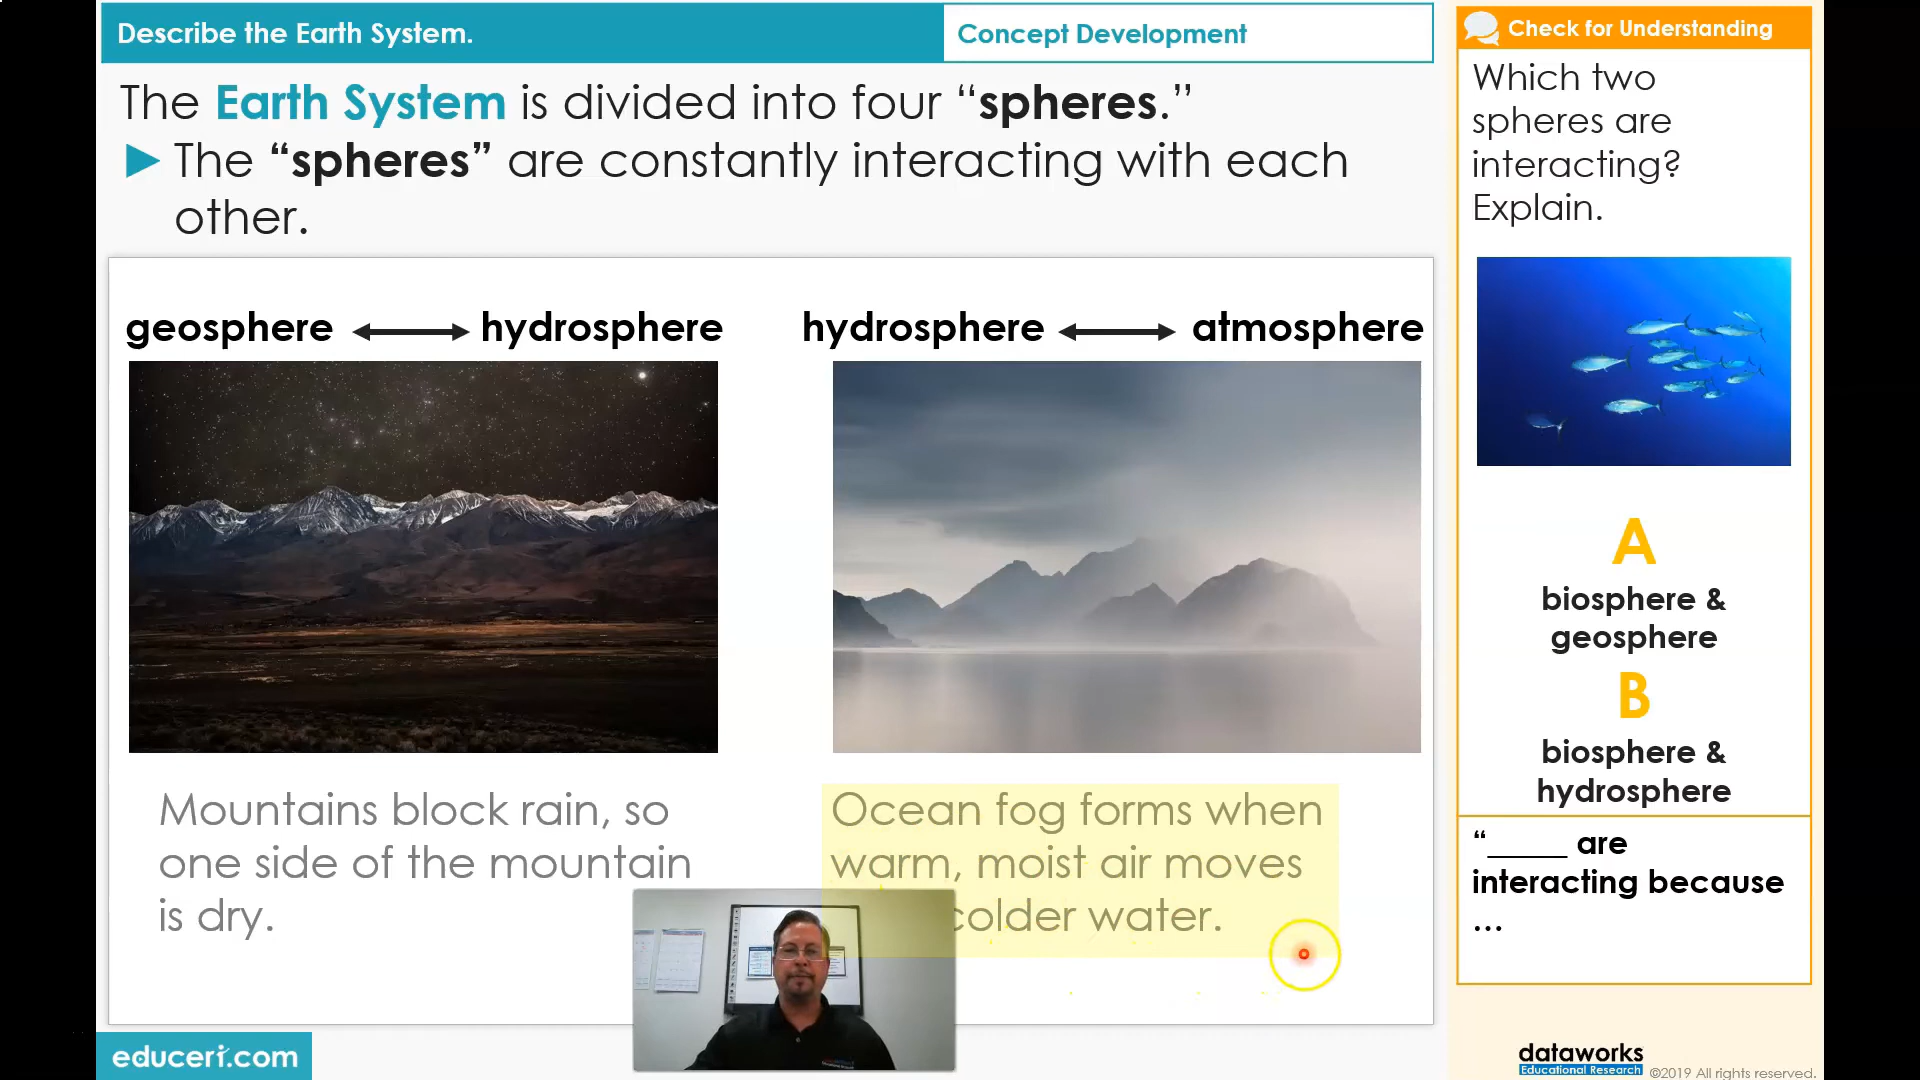 Describe the Earth System.
Concept Development
The Earth System is divided into four “spheres.”
The “spheres” are constantly interacting with each
other.
geosphere
hydrosphere
hydrosphere
atmosphere
Mountains block rain, so
one side of the mountain
is dry.
Ocean fog forms when
warm, moist air moves
colder water.
educeri.com
Check for Understanding
Which two
spheres are
interacting?
Explain.
A
biosphere &
geosphere
B
biosphere &
hydrosphere
“_____ are
interacting because
...
dataworks
Educational Research
©2019 All rights reserved.